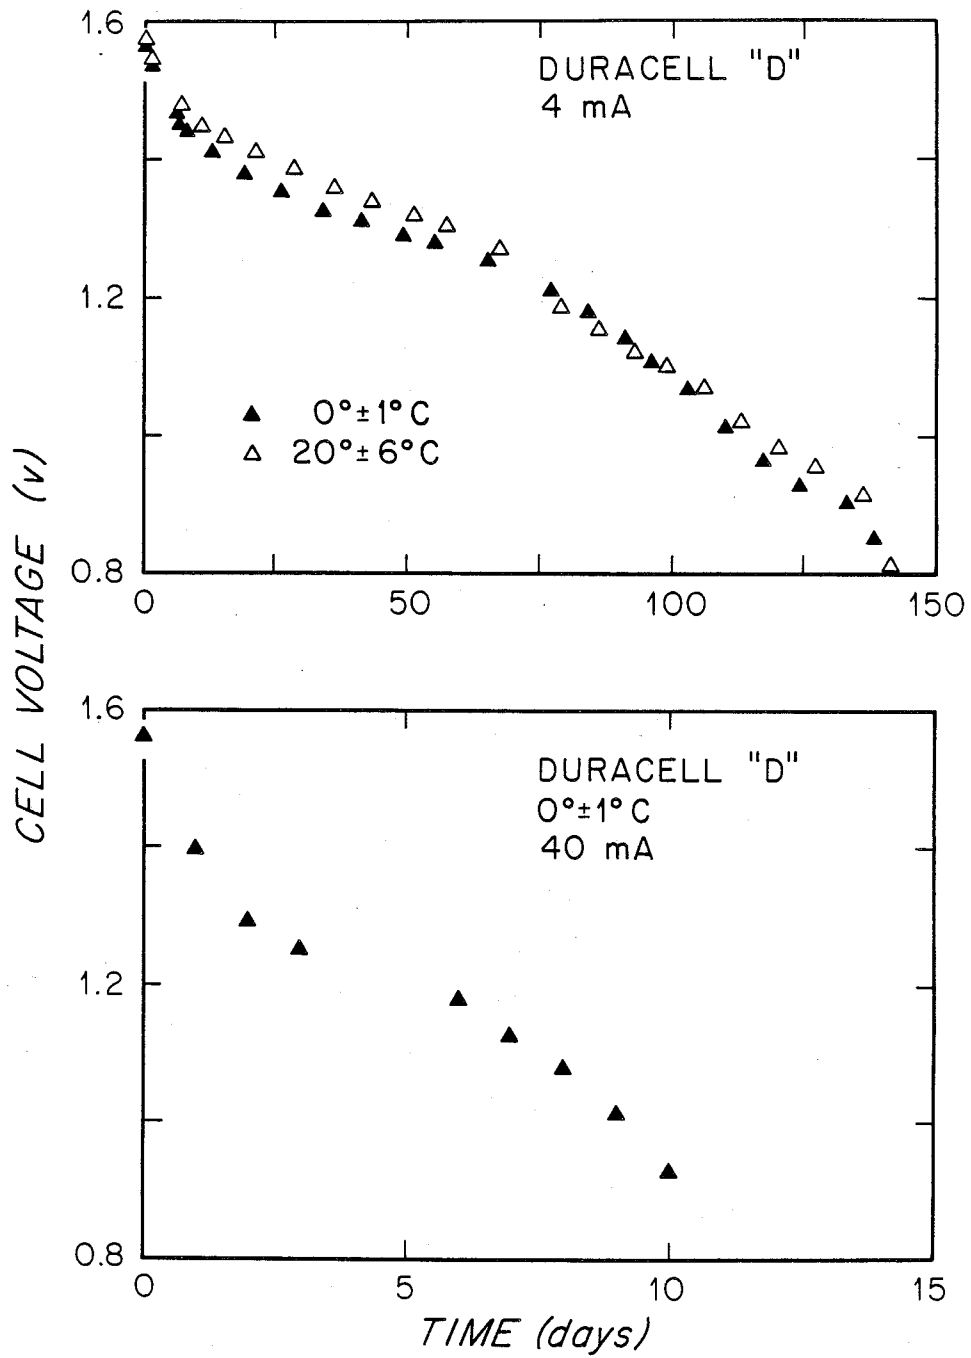 1.6
DURACELL "D"
4 mA
1.2
▲ 0°±1°C
△ 20°±6°C
0.8
0 50 100 150
CELL VOLTAGE (v)
1.6
DURACELL "D"
0°±1°C
40 mA
1.2
0.8
0 5 10 15
TIME (days)